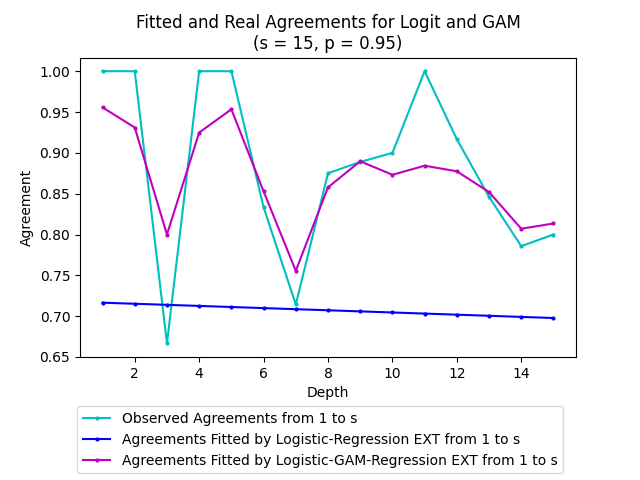 Fitted and Real Agreements for Logit and GAM
(s = 15, p = 0.95)
1.00
0.95
0.90
0.85
0.80
0.75
0.70
0.65
Agreement
2 4 6 8 10 12 14
Depth
Observed Agreements from 1 to s
Agreements Fitted by Logistic-Regression EXT from 1 to s
Agreements Fitted by Logistic-GAM-Regression EXT from 1 to s